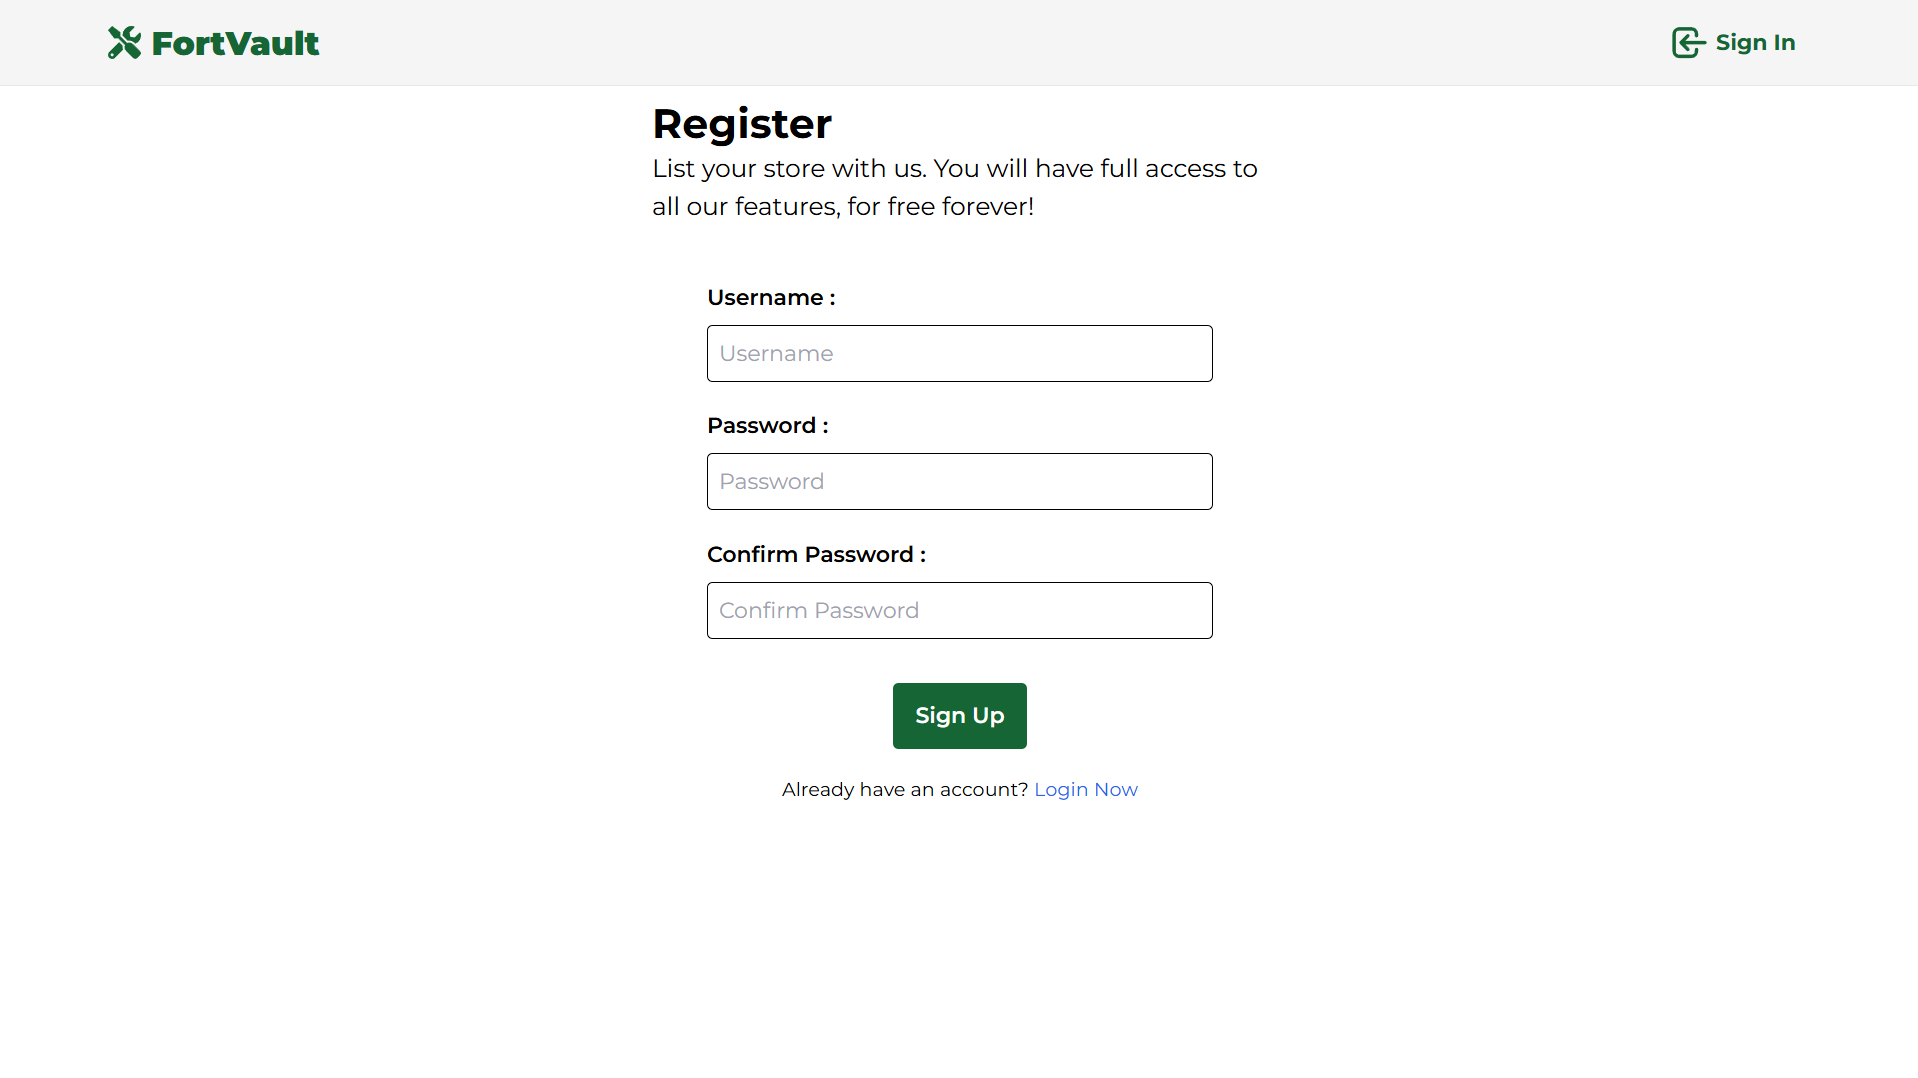 FortVault
Sign In
Register
List your store with us. You will have full access to
all our features, for free forever!
Username :
Username
Password :
Password
Confirm Password :
Confirm Password
Sign Up
Already have an account? Login Now